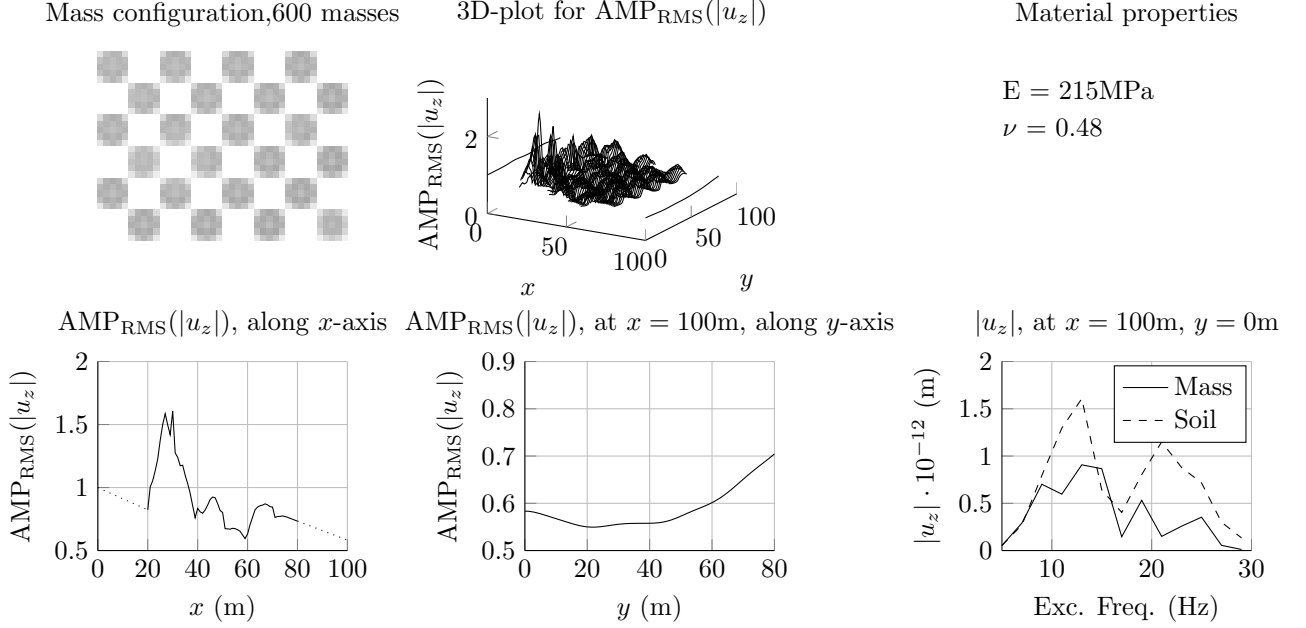 Mass configuration,600 masses
3D-plot for AMP_RMS(|u_z|)
Material properties
E = 215MPa
ν = 0.48
AMP_RMS(|u_z|)
2
0
0
50
100
x
0
50
100
y
AMP_RMS(|u_z|), along x-axis
AMP_RMS(|u_z|)
2
1.5
1
0.5
0 20 40 60 80 100
x (m)
AMP_RMS(|u_z|), at x = 100m, along y-axis
AMP_RMS(|u_z|)
0.9
0.8
0.7
0.6
0.5
0 20 40 60 80
y (m)
|u_z|, at x = 100m, y = 0m
|u_z| · 10^−12 (m)
2
1.5
1
0.5
0
10 20 30
Exc. Freq. (Hz)
Mass
Soil